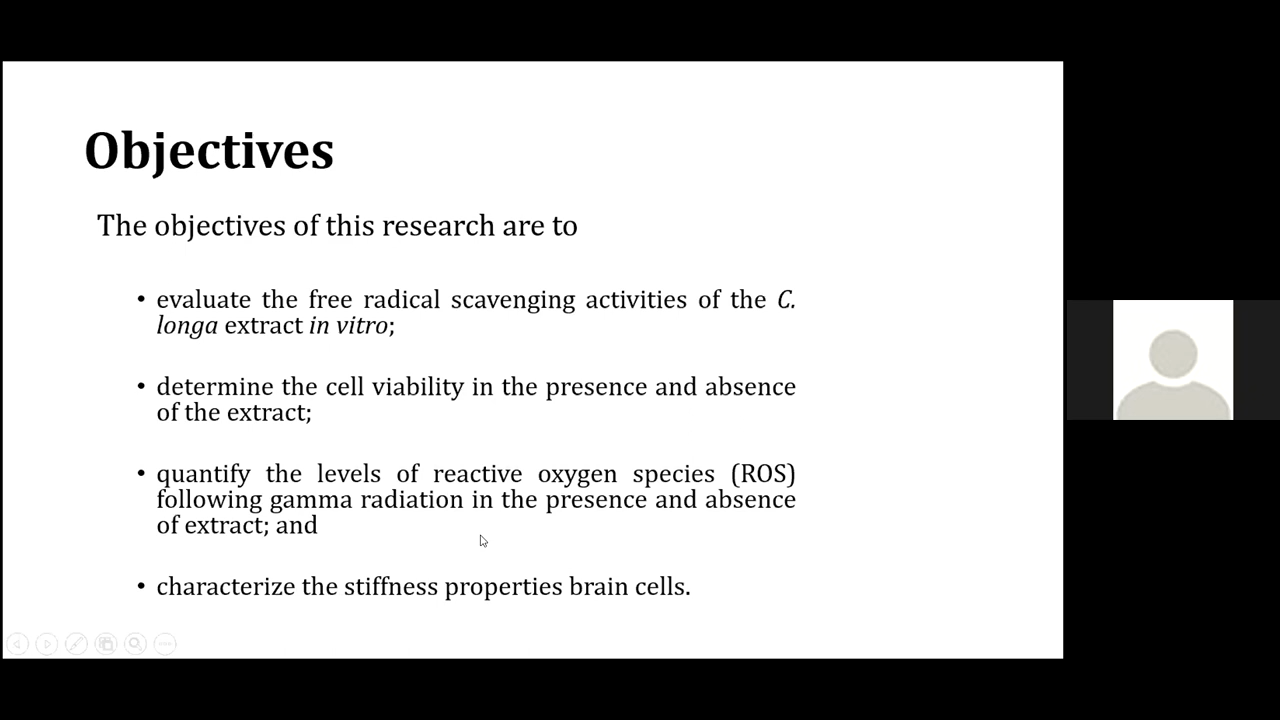 Objectives
The objectives of this research are to
• evaluate the free radical scavenging activities of the C.
longa extract in vitro;
• determine the cell viability in the presence and absence
of the extract;
• quantify the levels of reactive oxygen species (ROS)
following gamma radiation in the presence and absence
of extract; and
• characterize the stiffness properties brain cells.